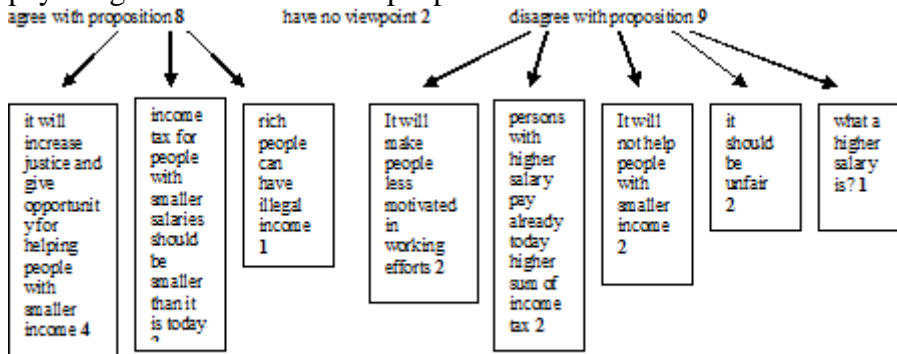 agree with proposition 8
have no viewpoint 2
disagree with proposition 9
it will
increase
justice and
give
opportunit
y for
helping
people
with
smaller
income 4
income
tax for
people
with
smaller
salaries
should
be
smaller
than it
is today
rich
people
can
have
illegal
income
1
It will
make
people
less
motivated
in
working
efforts 2
persons
with
higher
salary
pay
already
today
higher
sum of
income
tax 2
It will
not help
people
with
smaller
income
2
it
should
be
unfair
2
what a
higher
salary
is? 1